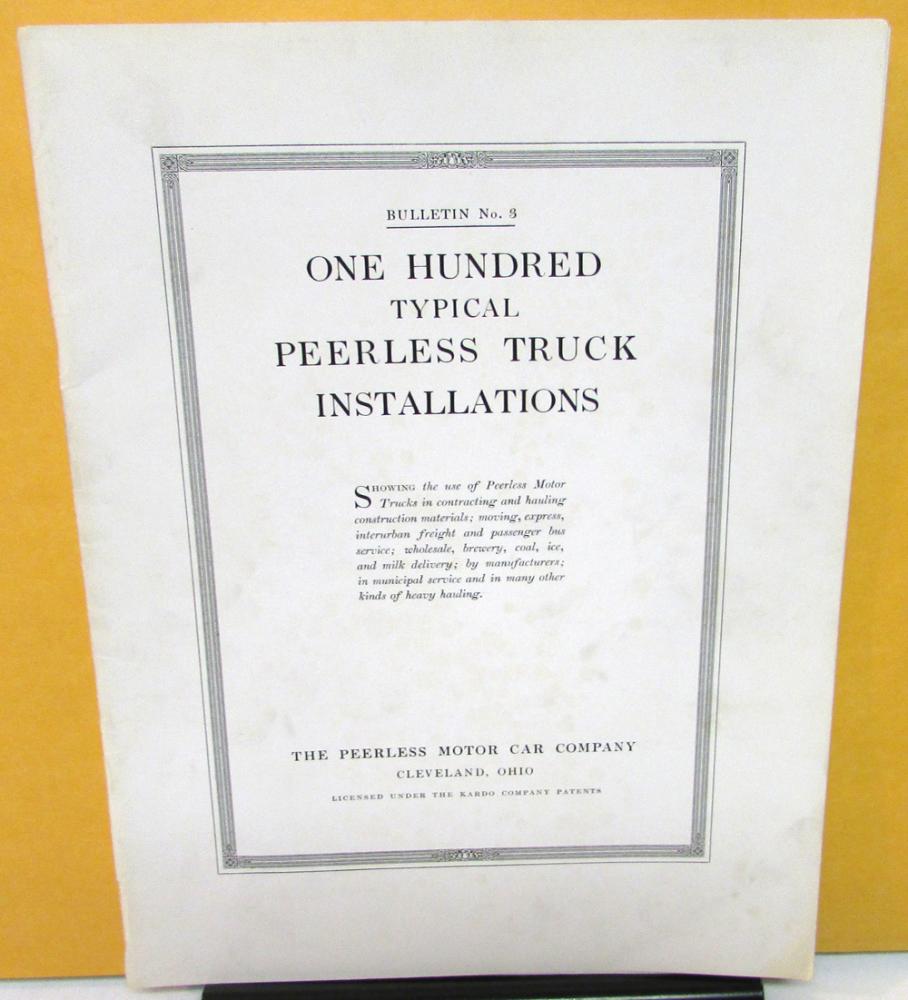 BULLETIN No. 3
ONE HUNDRED
TYPICAL
PEERLESS TRUCK
INSTALLATIONS
SHOWING the use of Peerless Motor
Trucks in contracting and hauling
construction materials; moving, express,
interurban freight and passenger bus
service; wholesale, brewery, coal, ice,
and milk delivery; by manufacturers;
in municipal service and in many other
kinds of heavy hauling.
THE PEERLESS MOTOR CAR COMPANY
CLEVELAND, OHIO
LICENSED UNDER THE KARDO COMPANY PATENTS